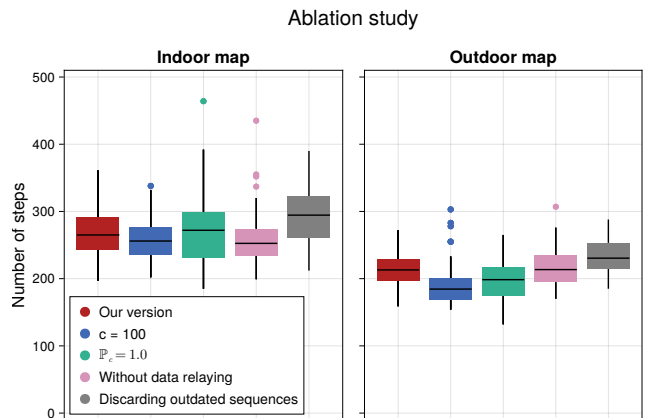 Ablation study
Indoor map
Outdoor map
Number of steps
500
400
300
200
100
0
Our version
c = 100
ℙ_c = 1.0
Without data relaying
Discarding outdated sequences